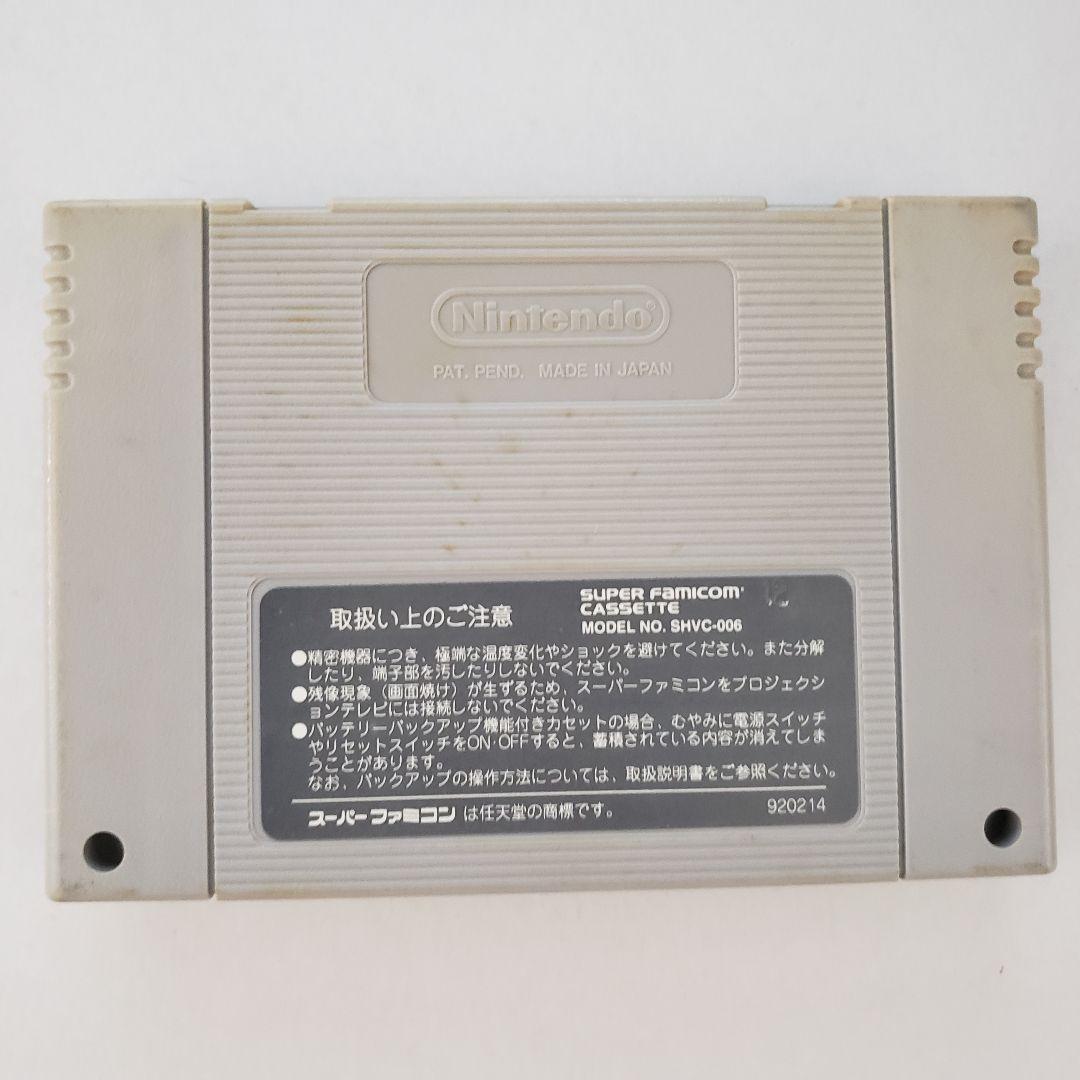 Nintendo®
PAT. PEND. MADE IN JAPAN
取扱い上のご注意
SUPER FAMICOM
CASSETTE
MODEL NO. SHVC-006
12
●精密機器につき、極端な温度変化やショックを避けてください。また分解
したり、端子部を汚したりしないでください。
●残像現象（画面焼け）が生ずるため、スーパーファミコンをプロジェクシ
ョンテレビには接続しないでください。
●バッテリーバックアップ機能付きカセットの場合、むやみに電源スイッチ
やリセットスイッチをON・OFFすると、蓄積されている内容が消えてしま
うことがあります。
なお、バックアップの操作方法については、取扱説明書をご参照ください。
スーパーファミコンは任天堂の商標です。
920214